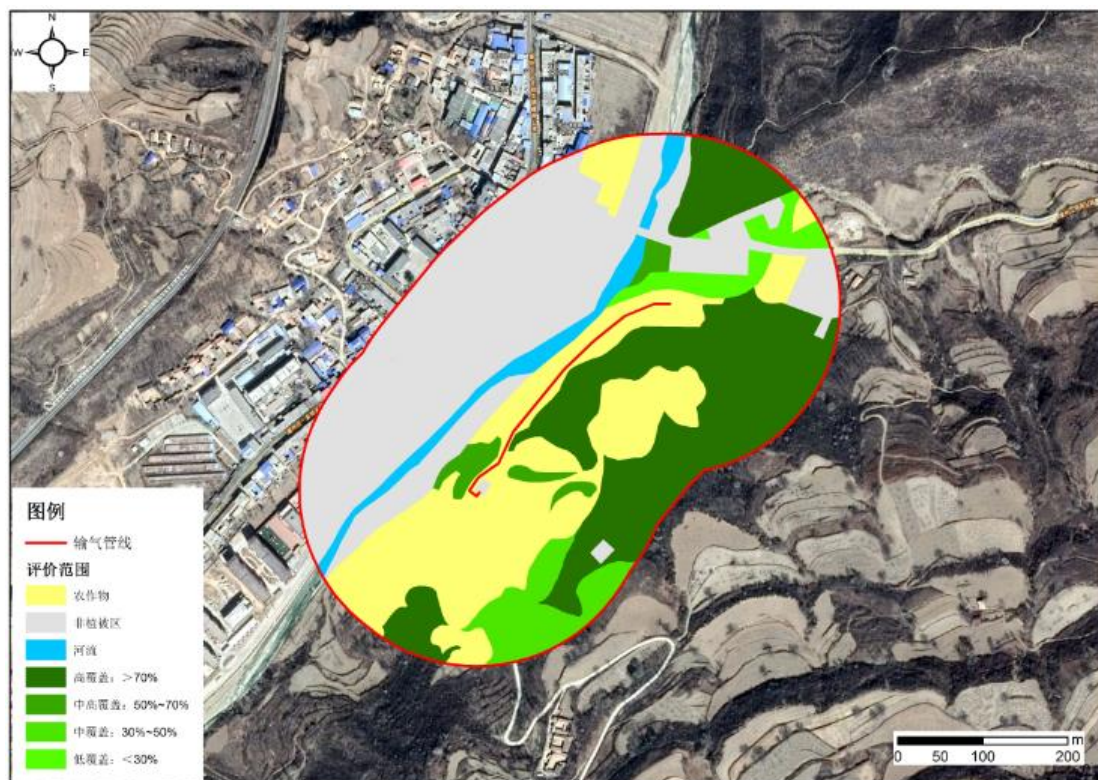 N
W E
S
图例
输气管线
评价范围
农作物
非植被区
河流
高覆盖：＞70%
中高覆盖：50%~70%
中覆盖：30%~50%
低覆盖：＜30%
m
0 50 100 200